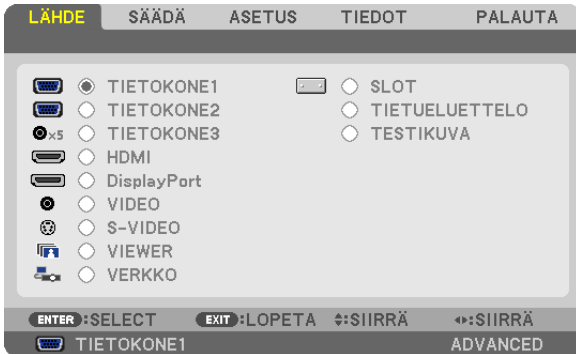 LÄHDE SÄÄDÄ ASETUS TIEDOT PALAUTA
TIETOKONE1 SLOT
TIETOKONE2 TIETUELUETTELO
×5 TIETOKONE3 TESTIKUVA
HDMI
DisplayPort
VIDEO
S-VIDEO
VIEWER
VERKKO
ENTER :SELECT EXIT :LOPETA :SIIRRÄ :SIIRRÄ
TIETOKONE1 ADVANCED